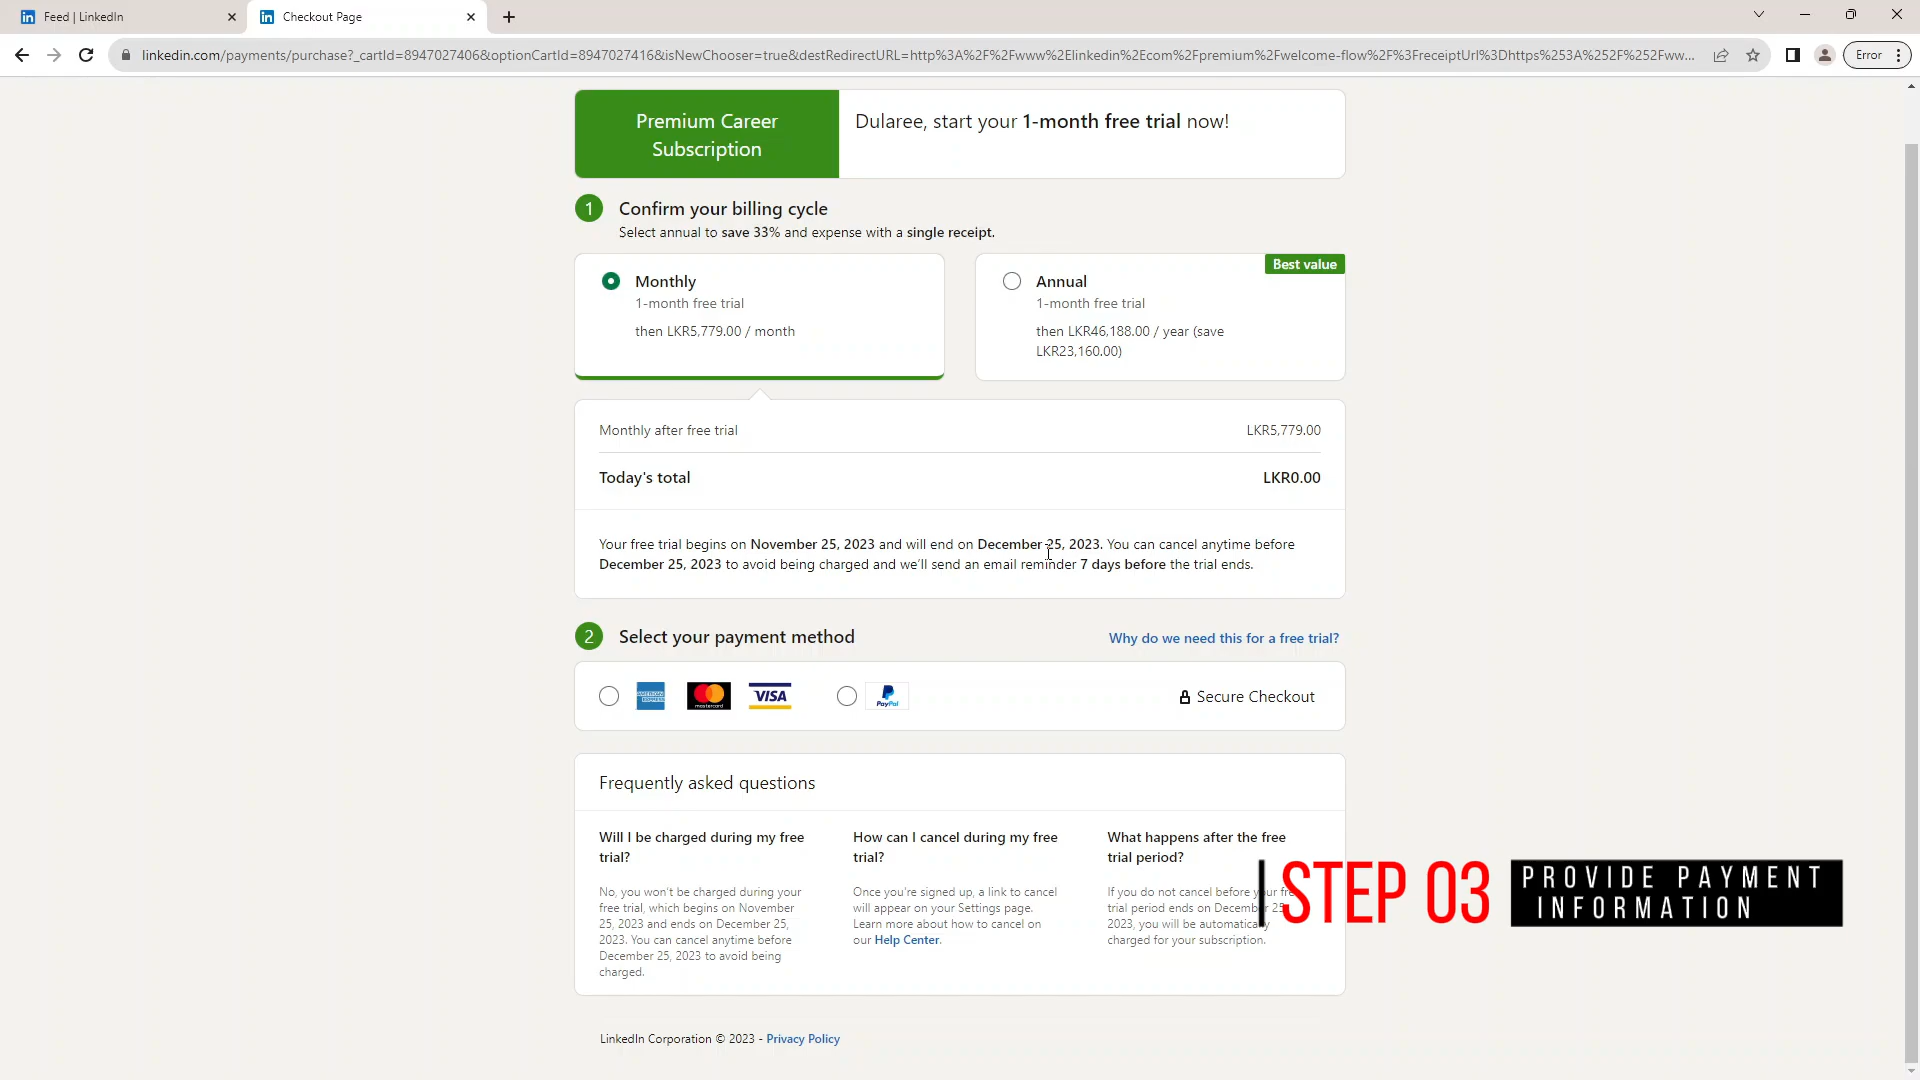 Feed | LinkedIn
Checkout Page
linkedin.com/payments/purchase?_cartId=8947027406&optionCartId=8947027416&isNewChooser=true&destRedirectURL=http%3A%2F%2Fwww%2Elinkedin%2Ecom%2Fpremium%2Fwelcome-flow%2F%3FreceiptUrl%3Dhttps%253A%252F%252Fww...
Error
Premium Career
Subscription
Dularee, start your 1-month free trial now!
1 Confirm your billing cycle
Select annual to save 33% and expense with a single receipt.
Monthly
1-month free trial
then LKR5,779.00 / month
Best value
Annual
1-month free trial
then LKR46,188.00 / year (save
LKR23,160.00)
Monthly after free trial LKR5,779.00
Today's total LKR0.00
Your free trial begins on November 25, 2023 and will end on December 25, 2023. You can cancel anytime before
December 25, 2023 to avoid being charged and we'll send an email reminder 7 days before the trial ends.
2 Select your payment method
Why do we need this for a free trial?
AMERICAN EXPRESS mastercard VISA PayPal
Secure Checkout
Frequently asked questions
Will I be charged during my free
trial?
No, you won't be charged during your
free trial, which begins on November
25, 2023 and ends on December 25,
2023. You can cancel anytime before
December 25, 2023 to avoid being
charged.
How can I cancel during my free
trial?
Once you're signed up, a link to cancel
will appear on your Settings page.
Learn more about how to cancel on
our Help Center.
What happens after the free
trial period?
If you do not cancel before your fre
trial period ends on December 25
2023, you will be automatically
charged for your subscription.
STEP 03
PROVIDE PAYMENT
INFORMATION
LinkedIn Corporation © 2023 - Privacy Policy